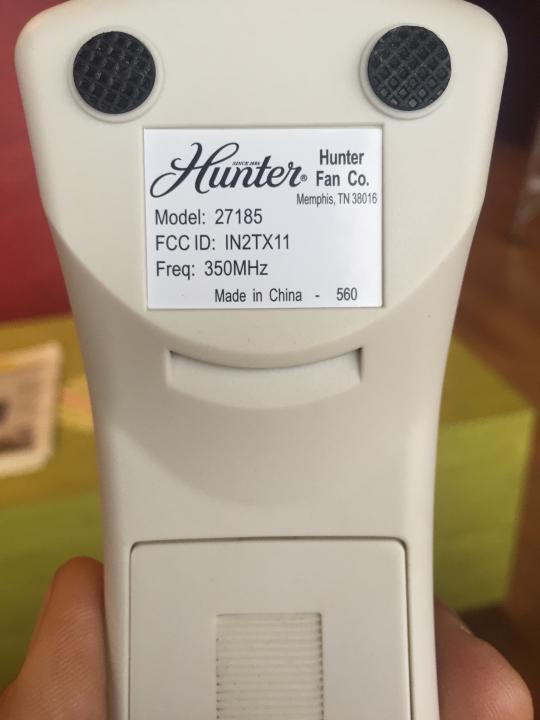 Hunter®
SINCE 1886
Hunter
Fan Co.
Memphis, TN 38016
Model: 27185
FCC ID: IN2TX11
Freq: 350MHz
Made in China - 560